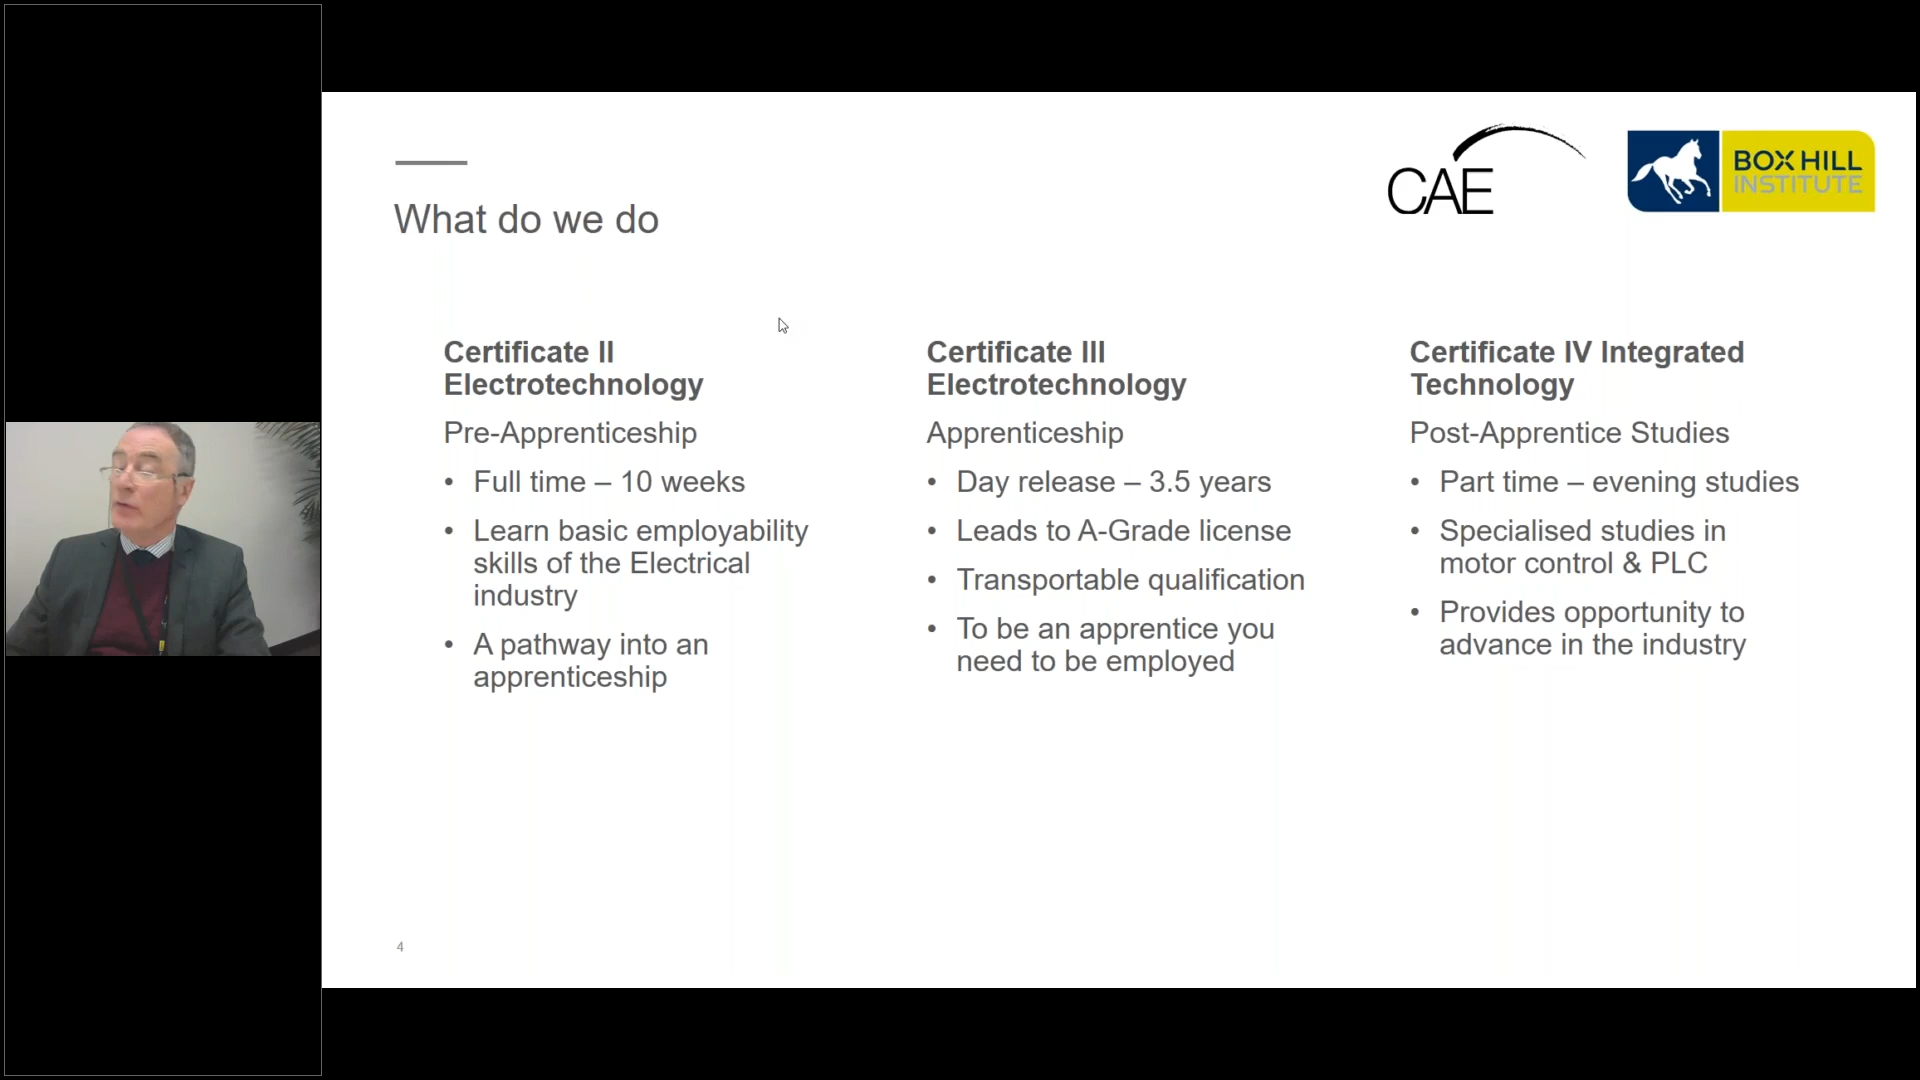 CAE
BOX HILL
INSTITUTE
What do we do
Certificate II
Electrotechnology
Pre-Apprenticeship
• Full time – 10 weeks
• Learn basic employability
skills of the Electrical
industry
• A pathway into an
apprenticeship
Certificate III
Electrotechnology
Apprenticeship
• Day release – 3.5 years
• Leads to A-Grade license
• Transportable qualification
• To be an apprentice you
need to be employed
Certificate IV Integrated
Technology
Post-Apprentice Studies
• Part time – evening studies
• Specialised studies in
motor control & PLC
• Provides opportunity to
advance in the industry
4